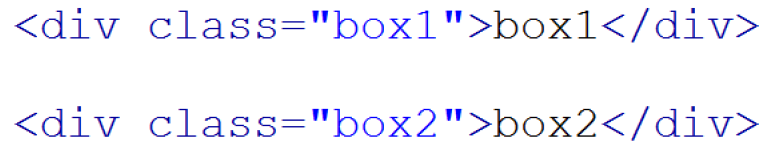 <div class="box1">box1</div>
<div class="box2">box2</div>